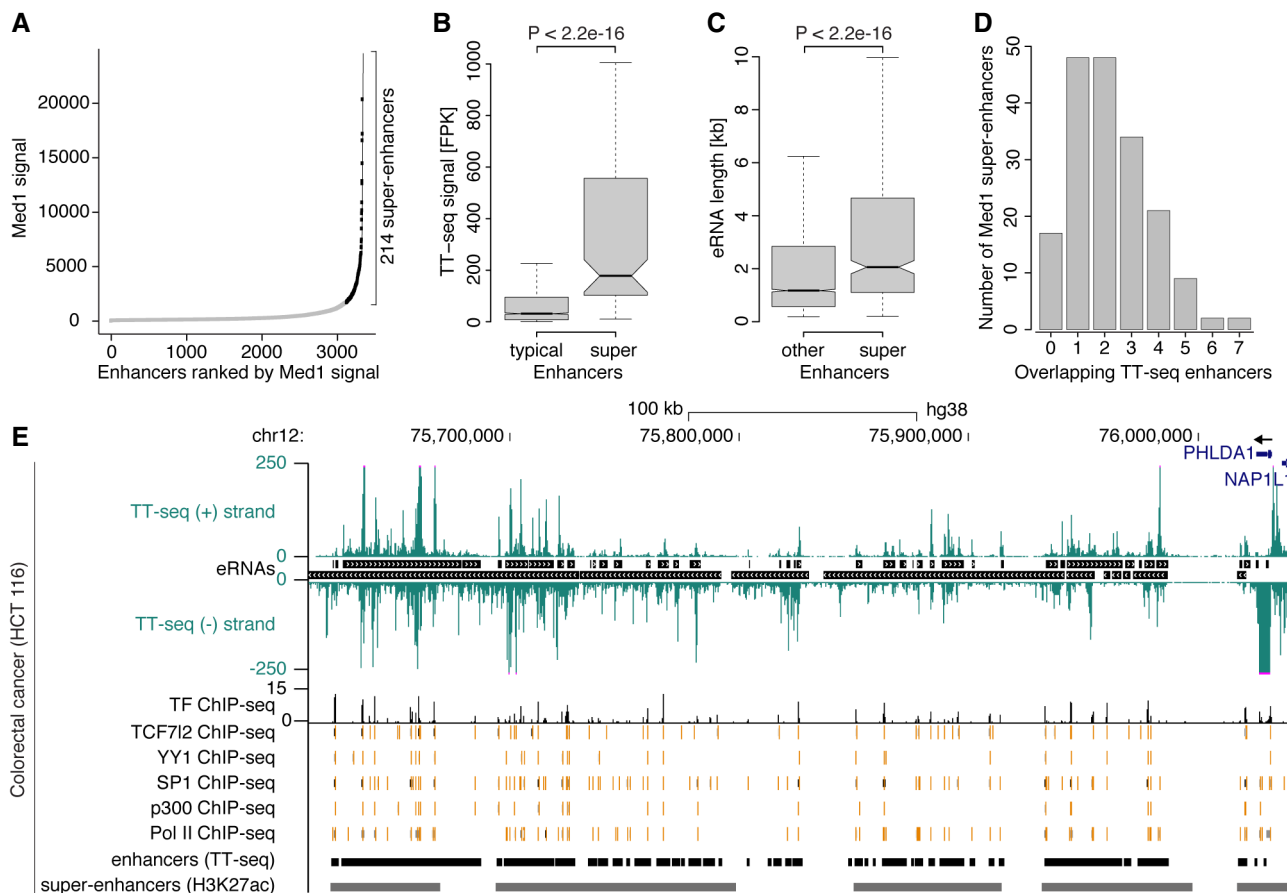 A
Med1 signal
20000
15000
10000
5000
0
0 1000 2000 3000
Enhancers ranked by Med1 signal
214 super-enhancers
B
P < 2.2e-16
TT-seq signal [FPK]
0 200 400 600 800 1000
typical super
Enhancers
C
P < 2.2e-16
eRNA length [kb]
0 2 4 6 8 10
other super
Enhancers
D
Number of Med1 super-enhancers
0 10 20 30 40 50
0 1 2 3 4 5 6 7
Overlapping TT-seq enhancers
E
100 kb hg38
chr12: 75,700,000 75,800,000 75,900,000 76,000,000
PHLDA1
NAP1L1
Colorectal cancer (HCT 116)
250
TT-seq (+) strand
0
eRNAs
0
TT-seq (-) strand
-250
15
TF ChIP-seq
0
TCF7l2 ChIP-seq
YY1 ChIP-seq
SP1 ChIP-seq
p300 ChIP-seq
Pol II ChIP-seq
enhancers (TT-seq)
super-enhancers (H3K27ac)